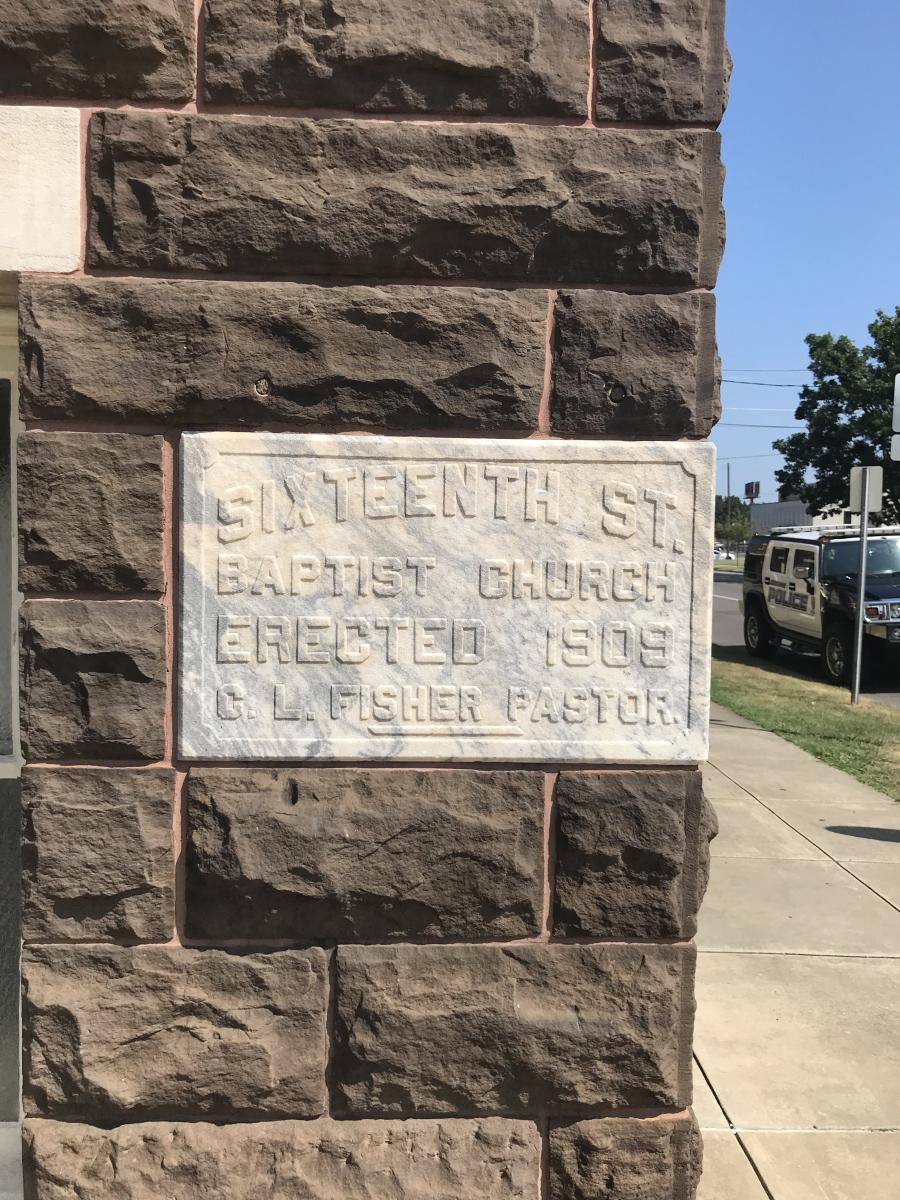 SIXTEENTH ST.
BAPTIST CHURCH
ERECTED 1909
C. L. FISHER PASTOR.
POLICE